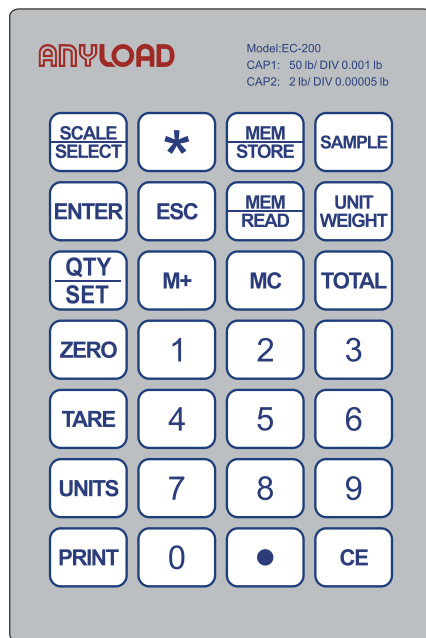 ANYLOAD
Model:EC-200
CAP1: 50 lb/ DIV 0.001 lb
CAP2: 2 lb/ DIV 0.00005 lb
SCALE
SELECT
*
MEM
STORE
SAMPLE
ENTER
ESC
MEM
READ
UNIT
WEIGHT
QTY
SET
M+
MC
TOTAL
ZERO
1
2
3
TARE
4
5
6
UNITS
7
8
9
PRINT
0
●
CE